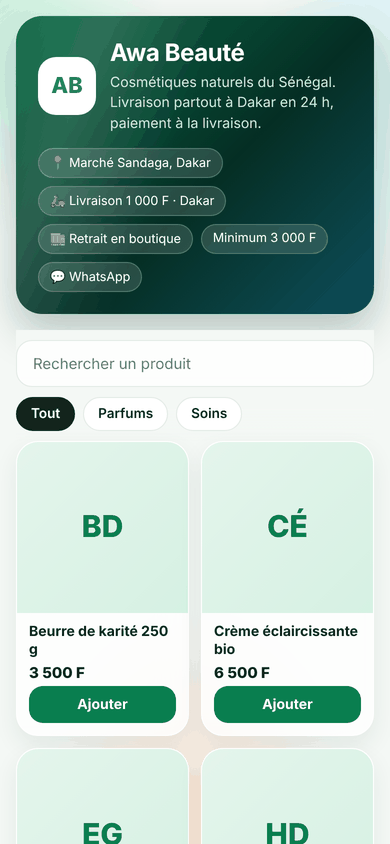 AB
Awa Beauté
Cosmétiques naturels du Sénégal.
Livraison partout à Dakar en 24 h,
paiement à la livraison.
📍 Marché Sandaga, Dakar
🛵 Livraison 1 000 F · Dakar
🏬 Retrait en boutique
Minimum 3 000 F
💬 WhatsApp
Rechercher un produit
Tout
Parfums
Soins
BD
CÉ
Beurre de karité 250
g
3 500 F
Ajouter
Crème éclaircissante
bio
6 500 F
Ajouter
EG
HD